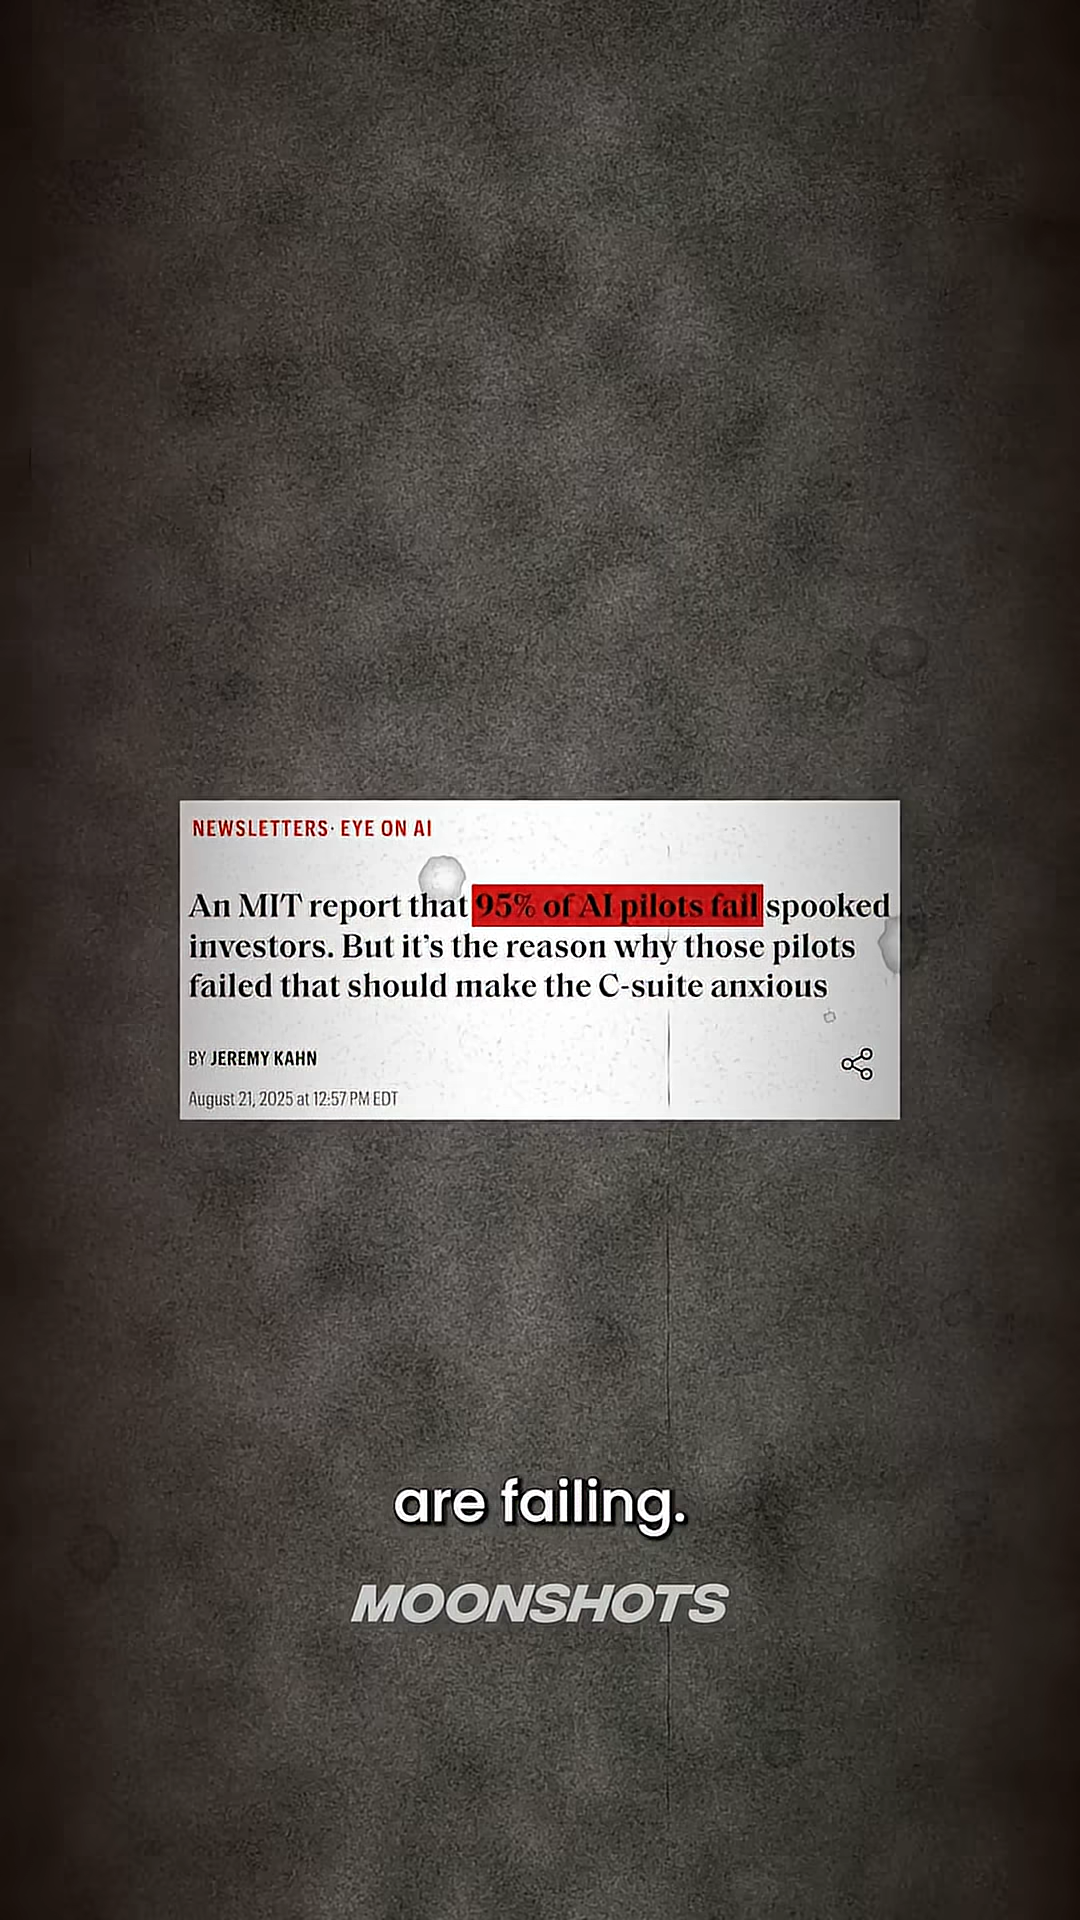 NEWSLETTERS· EYE ON AI
An MIT report that 95% of AI pilots fail spooked
investors. But it’s the reason why those pilots
failed that should make the C-suite anxious
BY JEREMY KAHN
August 21, 2025 at 12:57 PM EDT
are failing.
MOONSHOTS